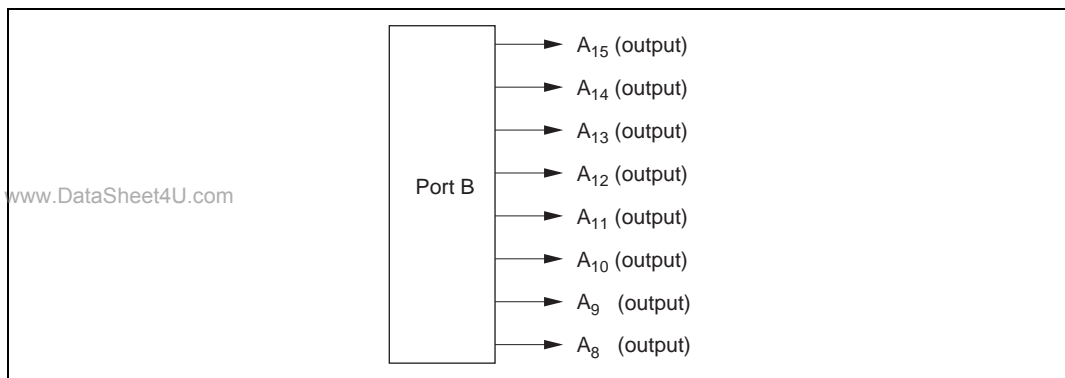 A15 (output)
A14 (output)
A13 (output)
A12 (output)
Port B
www.DataSheet4U.com
A11 (output)
A10 (output)
A9 (output)
A8 (output)